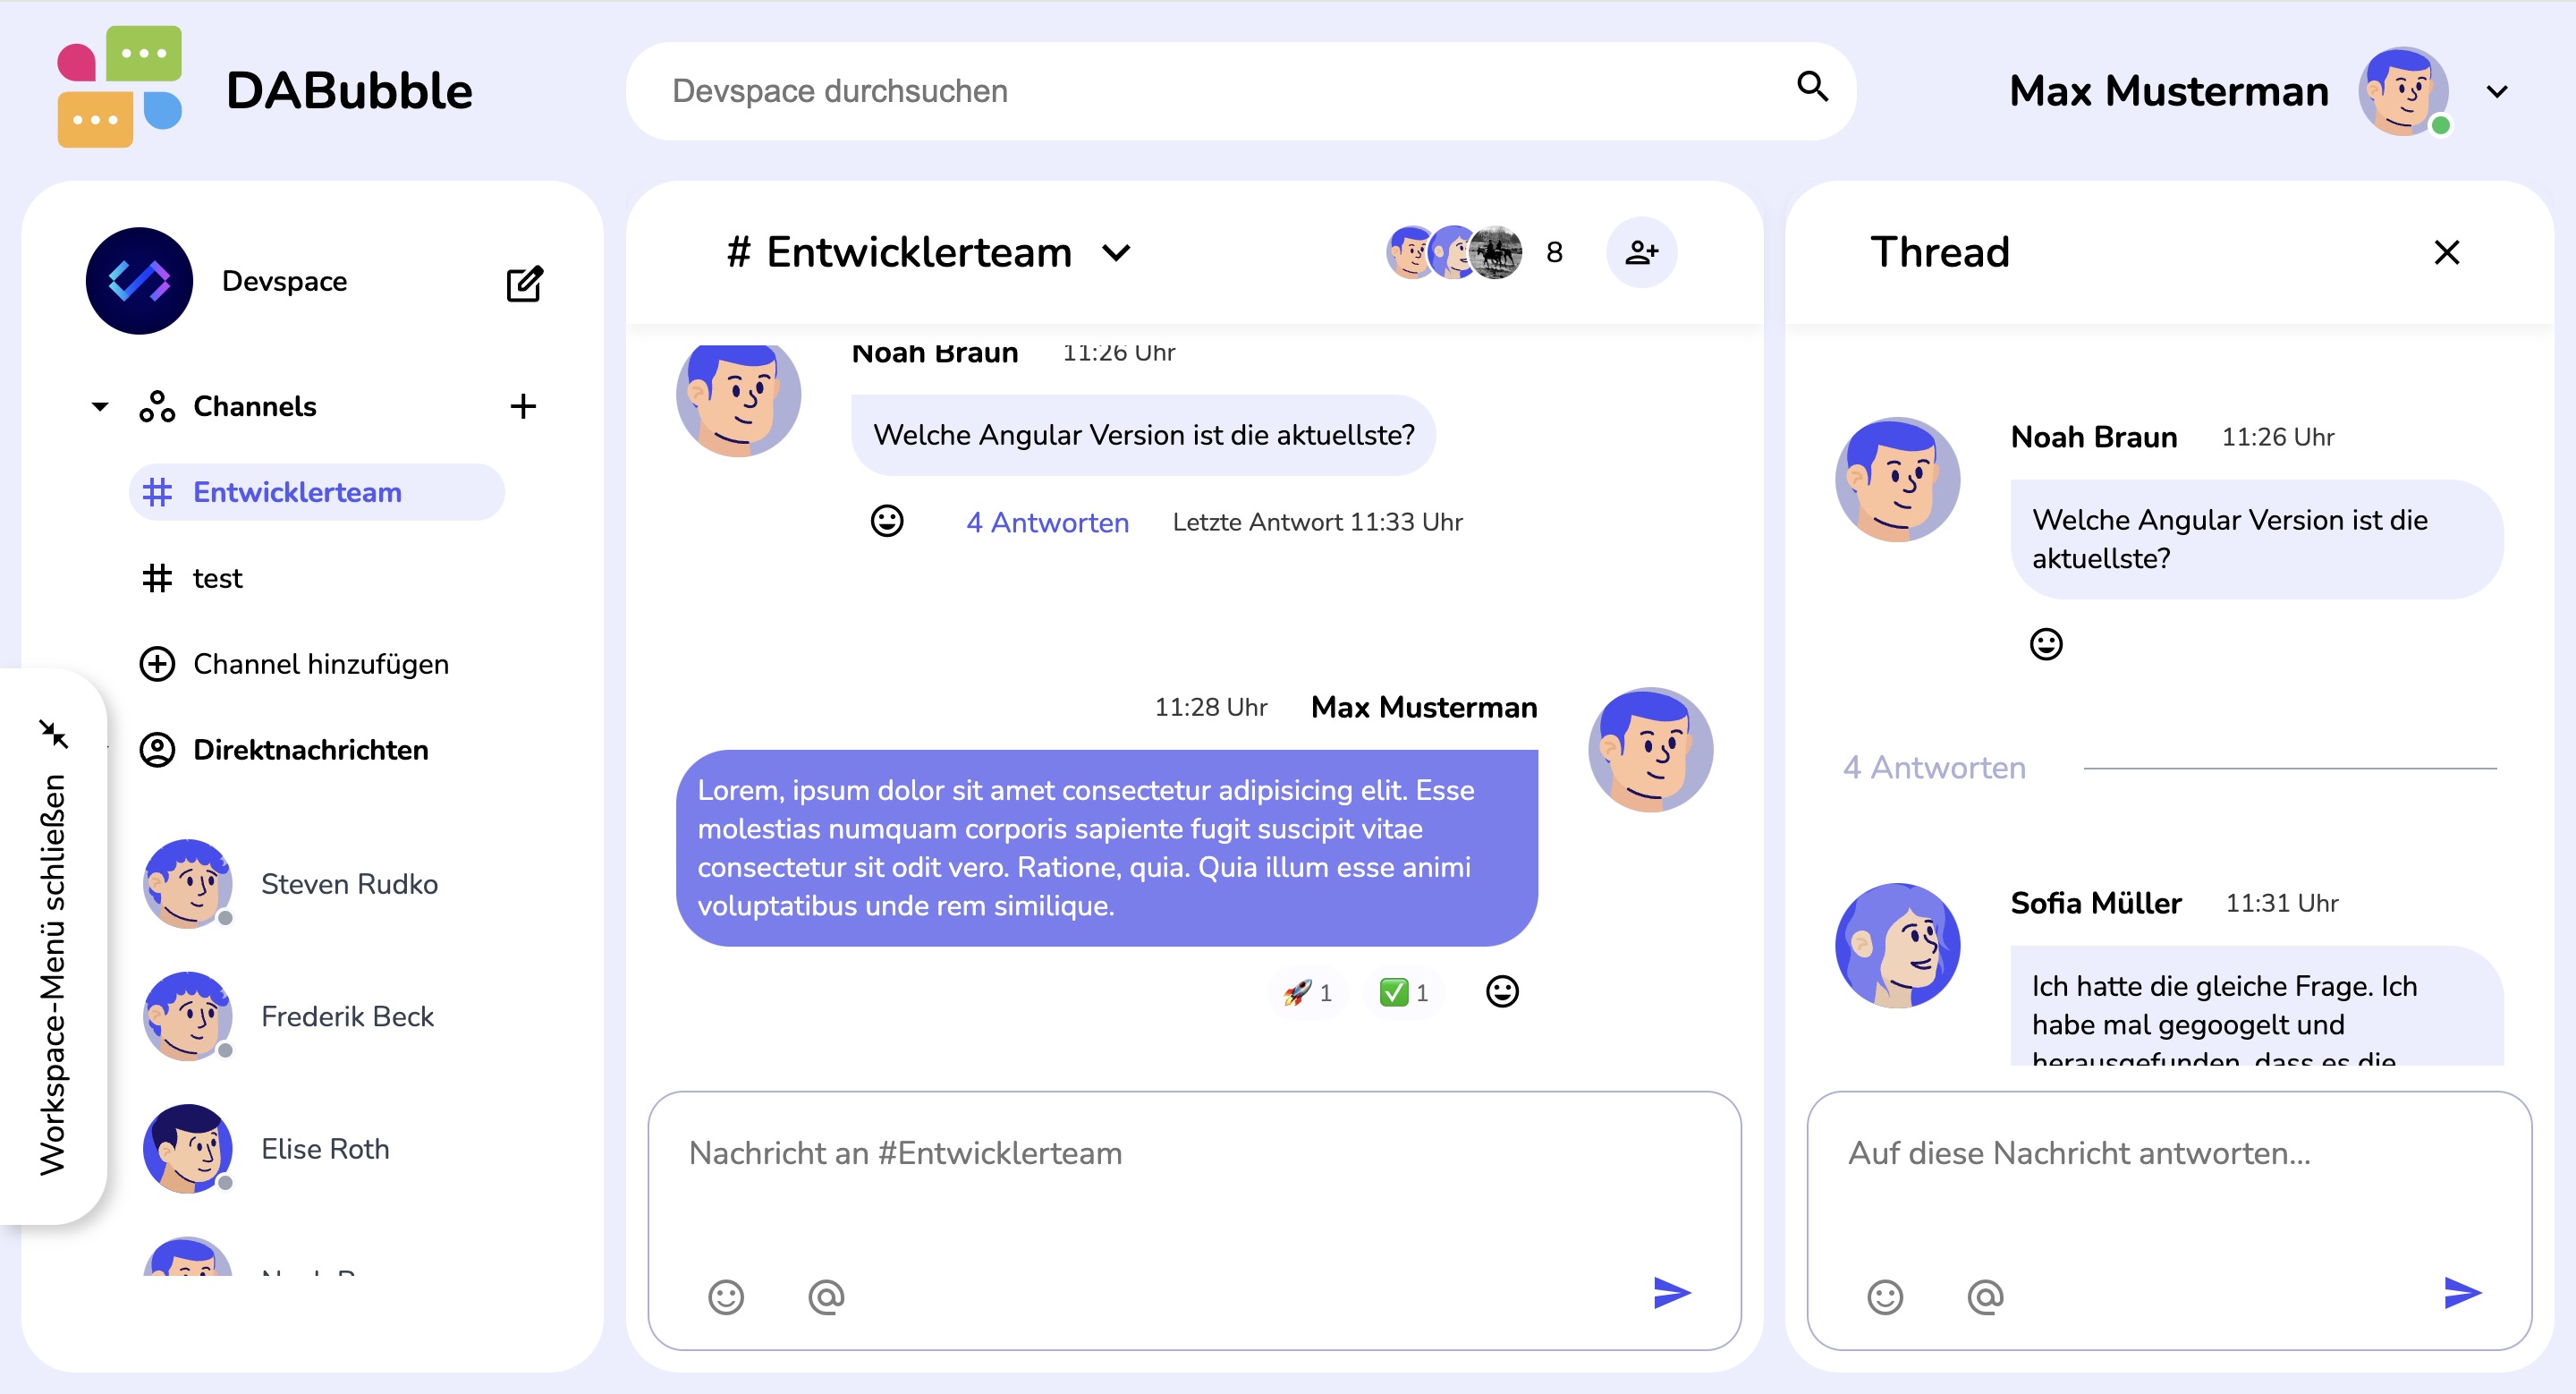 DABubble
Devspace durchsuchen
Max Musterman
Devspace
Channels
Entwicklerteam
test
Channel hinzufügen
Direktnachrichten
Steven Rudko
Frederik Beck
Elise Roth
Workspace-Menü schließen
# Entwicklerteam
8
Noah Braun 11:26 Uhr
Welche Angular Version ist die aktuellste?
4 Antworten Letzte Antwort 11:33 Uhr
11:28 Uhr Max Musterman
Lorem, ipsum dolor sit amet consectetur adipisicing elit. Esse
molestias numquam corporis sapiente fugit suscipit vitae
consectetur sit odit vero. Ratione, quia. Quia illum esse animi
voluptatibus unde rem similique.
1 1
Nachricht an #Entwicklerteam
Thread
Noah Braun 11:26 Uhr
Welche Angular Version ist die
aktuellste?
4 Antworten
Sofia Müller 11:31 Uhr
Ich hatte die gleiche Frage. Ich
habe mal gegoogelt und
herausgefunden, dass es die
Auf diese Nachricht antworten...